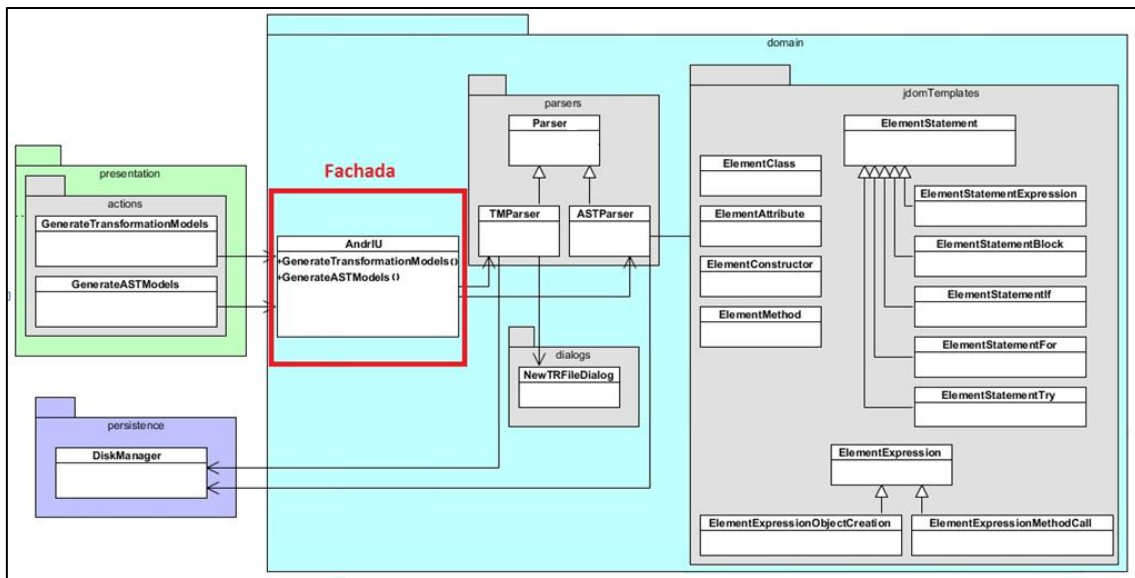 domain
presentation
actions
GenerateTransformationModels
GenerateASTModels
Fachada
AndrIU
+GenerateTransformationModels()
+GenerateASTModels ()
parsers
Parser
TMParser
ASTParser
dialogs
NewTRFileDialog
persistence
DiskManager
jdomTemplates
ElementStatement
ElementClass
ElementAttribute
ElementConstructor
ElementMethod
ElementStatementExpression
ElementStatementBlock
ElementStatementIf
ElementStatementFor
ElementStatementTry
ElementExpression
ElementExpressionObjectCreation
ElementExpressionMethodCall